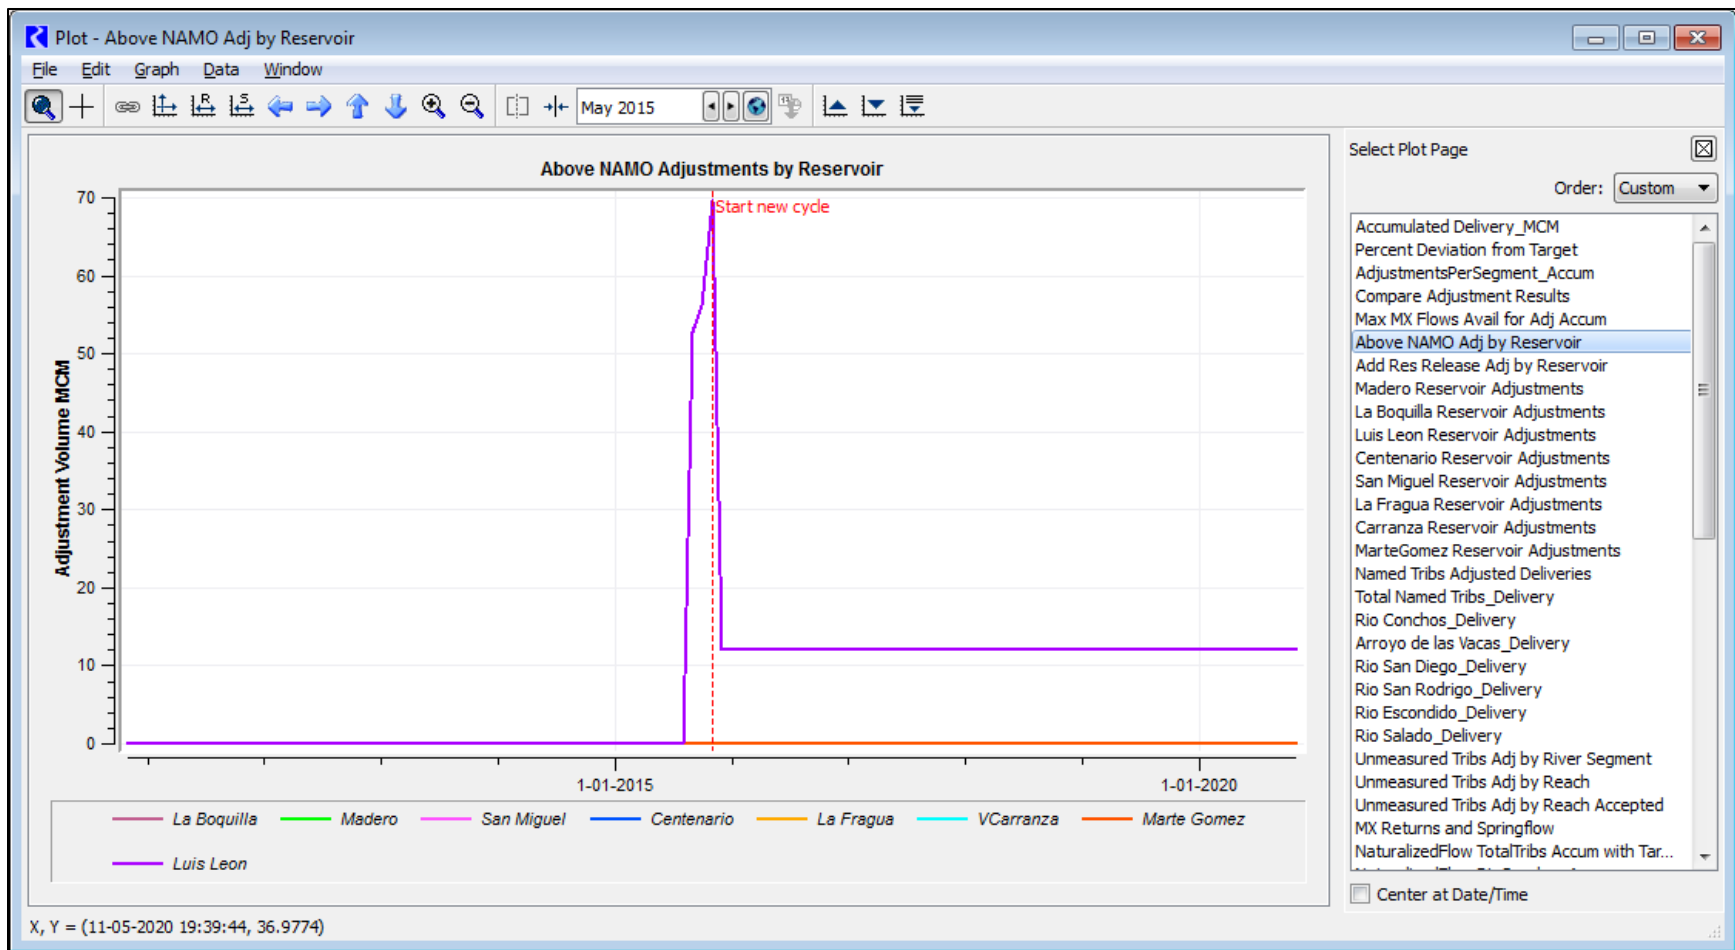 Plot - Above NAMO Adj by Reservoir
File Edit Graph Data Window
May 2015
Above NAMO Adjustments by Reservoir
70
60
50
40
30
20
10
0
Adjustment Volume MCM
Start new cycle
1-01-2015 1-01-2020
La Boquilla Madero San Miguel Centenario La Fragua VCarranza Marte Gomez
Luis Leon
Select Plot Page
Order: Custom
Accumulated Delivery_MCM
Percent Deviation from Target
AdjustmentsPerSegment_Accum
Compare Adjustment Results
Max MX Flows Avail for Adj Accum
Above NAMO Adj by Reservoir
Add Res Release Adj by Reservoir
Madero Reservoir Adjustments
La Boquilla Reservoir Adjustments
Luis Leon Reservoir Adjustments
Centenario Reservoir Adjustments
San Miguel Reservoir Adjustments
La Fragua Reservoir Adjustments
Carranza Reservoir Adjustments
MarteGomez Reservoir Adjustments
Named Tribs Adjusted Deliveries
Total Named Tribs_Delivery
Rio Conchos_Delivery
Arroyo de las Vacas_Delivery
Rio San Diego_Delivery
Rio San Rodrigo_Delivery
Rio Escondido_Delivery
Rio Salado_Delivery
Unmeasured Tribs Adj by River Segment
Unmeasured Tribs Adj by Reach
Unmeasured Tribs Adj by Reach Accepted
MX Returns and Springflow
NaturalizedFlow TotalTribs Accum with Tar...
Center at Date/Time
X, Y = (11-05-2020 19:39:44, 36.9774)